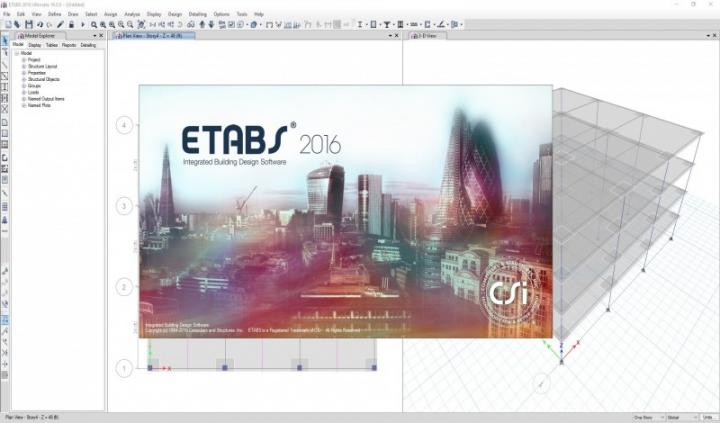 ETABS 2016 Ultimate 16.0.0 - (Untitled)
File Edit View Define Draw Select Assign Analyze Display Design Detailing Options Tools Help
Model Explorer
Model Display Tables Reports Detailing
Model
Project
Structure Layout
Properties
Structural Objects
Groups
Loads
Named Output Items
Named Plots
Plan View - Story4 - Z = 48 (ft)
3-D View
4
3
2
1
X
Z
X
ETABS® 2016
Integrated Building Design Software
CSi
Integrated Building Design Software
Copyright (c) 1984-2016 Computers and Structures, Inc. ETABS is a Registered Trademark of CSI. All Rights Reserved
Plan View - Story4 - Z = 48 (ft)
One Story Global Units...